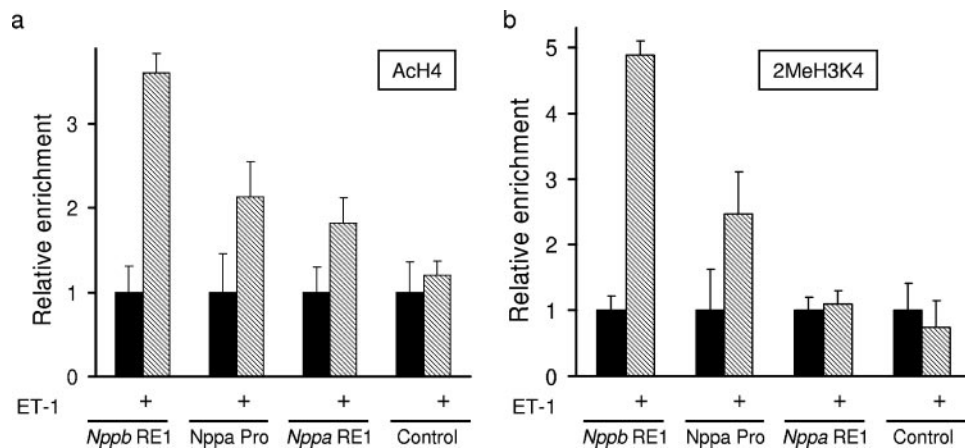 a
AcH4
Relative enrichment
3
2
1
0
ET-1 + + + +
Nppb RE1 Nppa Pro Nppa RE1 Control
b
2MeH3K4
Relative enrichment
5
4
3
2
1
0
ET-1 + + + +
Nppb RE1 Nppa Pro Nppa RE1 Control